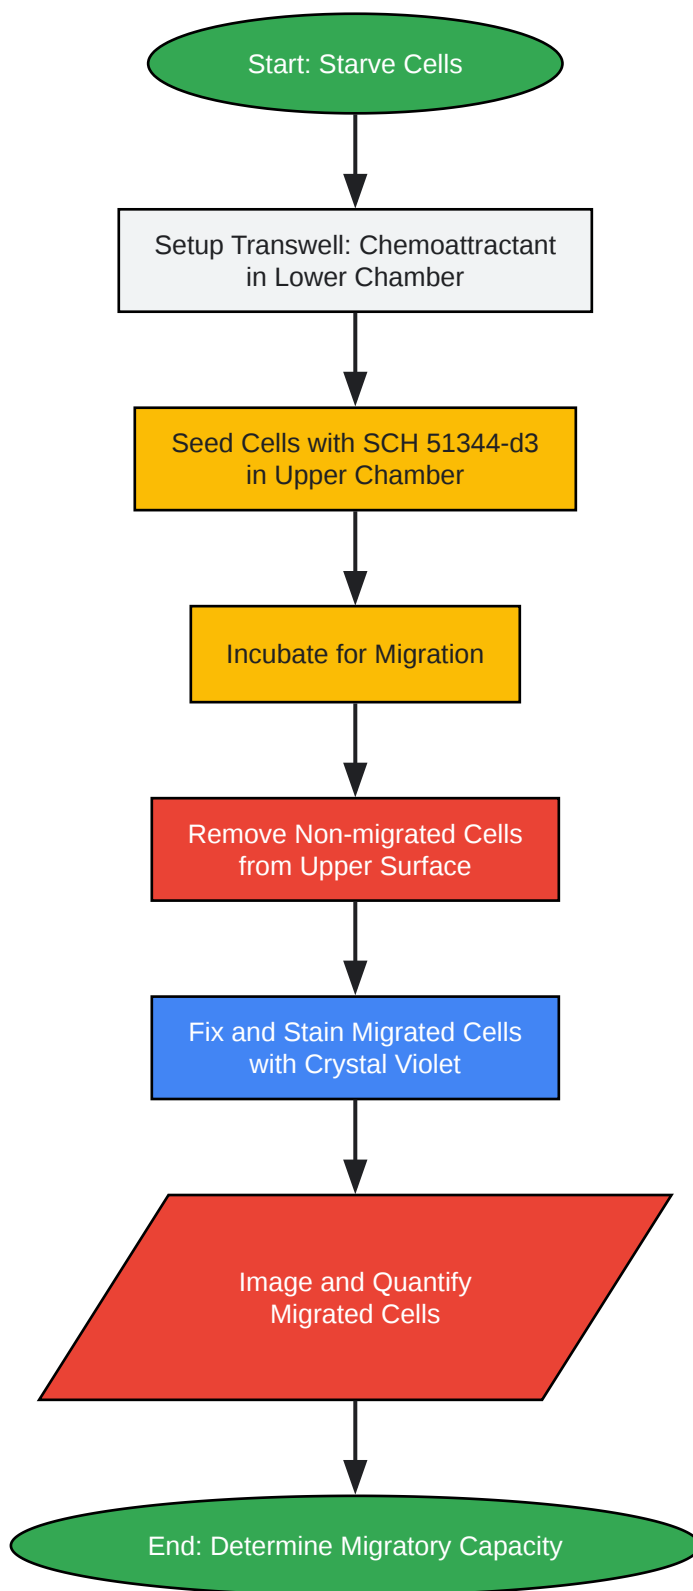 Start: Starve Cells
Setup Transwell: Chemoattractant
in Lower Chamber
Seed Cells with SCH 51344-d3
in Upper Chamber
Incubate for Migration
Remove Non-migrated Cells
from Upper Surface
Fix and Stain Migrated Cells
with Crystal Violet
Image and Quantify
Migrated Cells
End: Determine Migratory Capacity